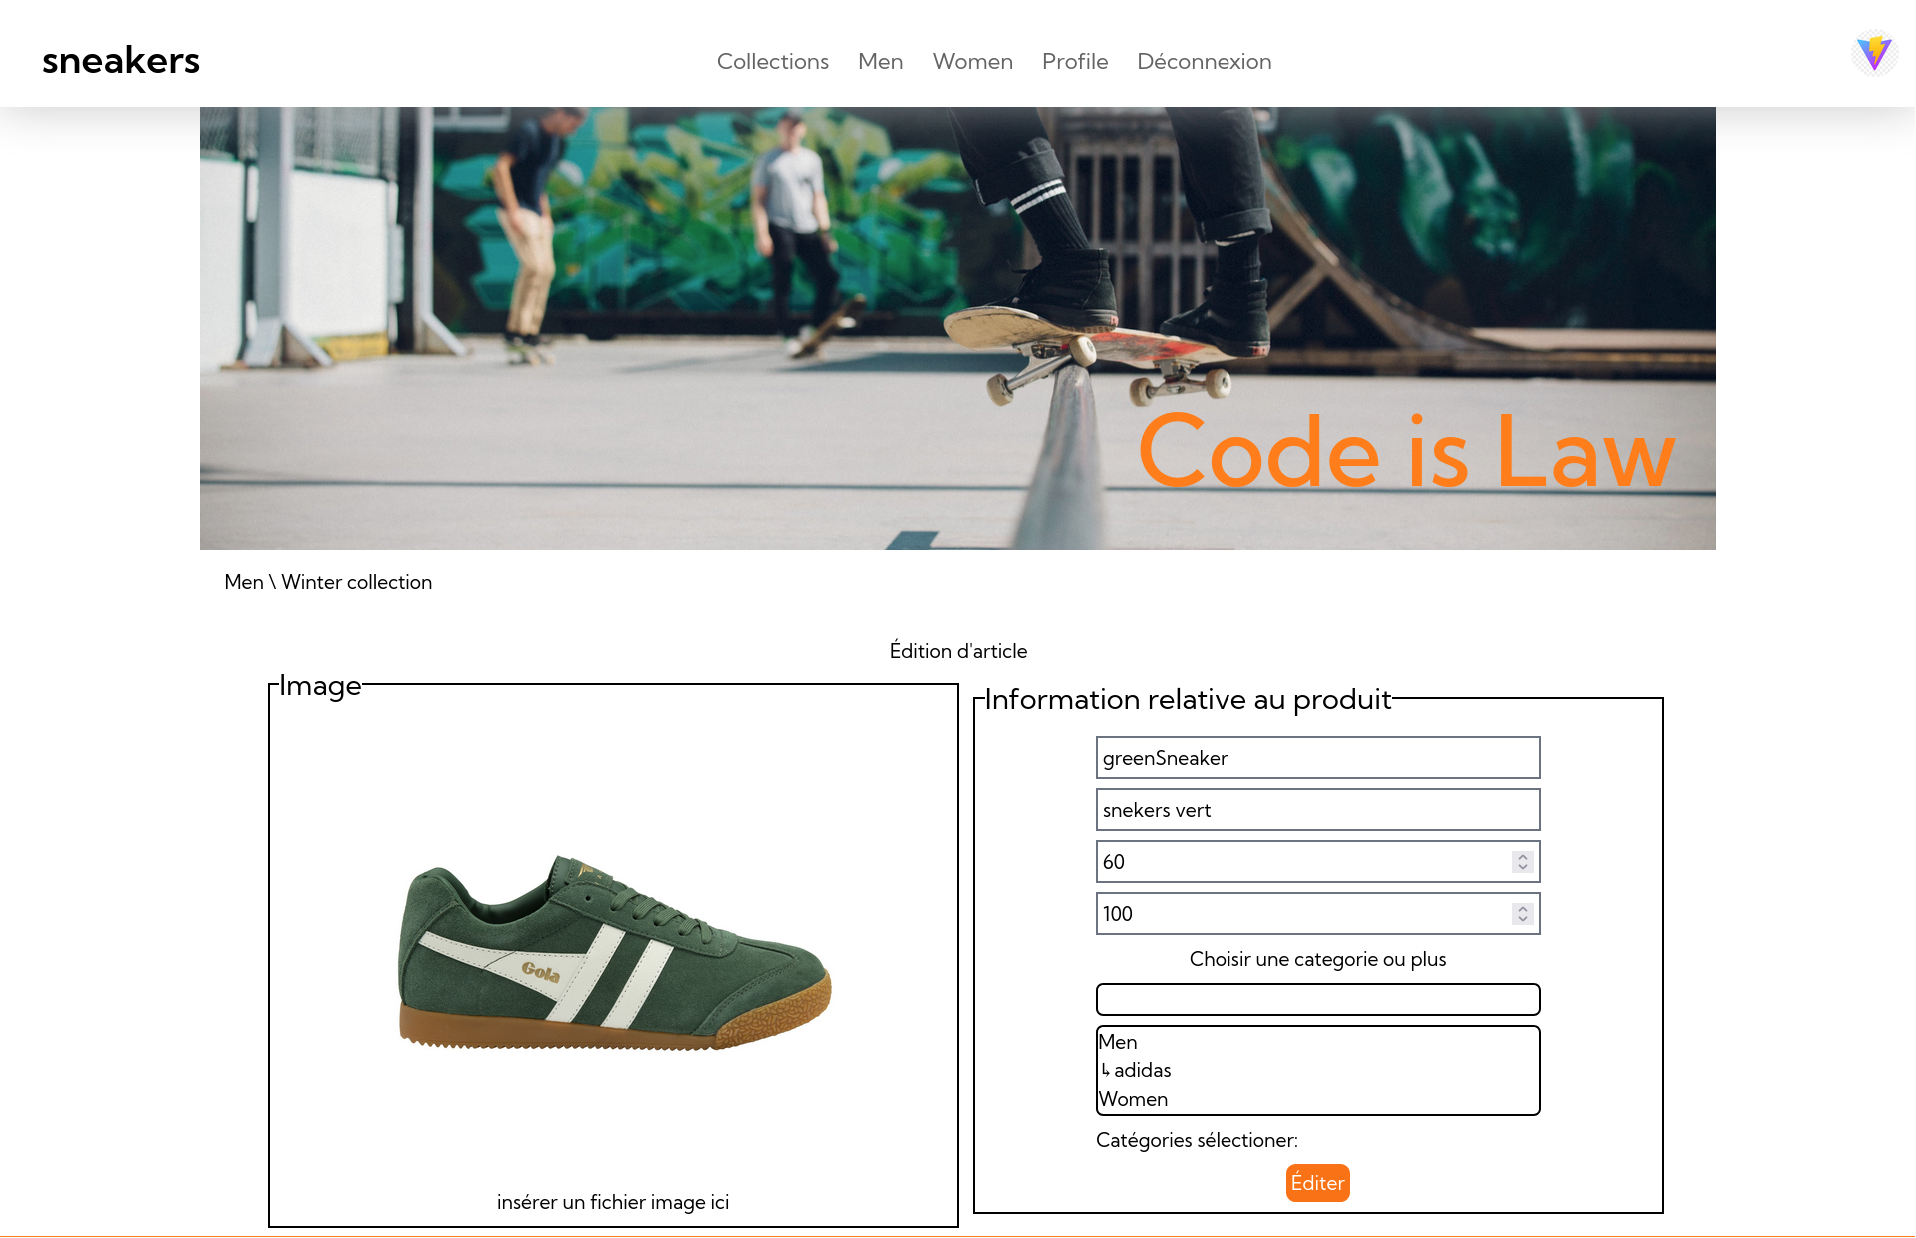 sneakers
Collections Men Women Profile Déconnexion
Code is Law
Men \ Winter collection
Édition d'article
Image
Gola
insérer un fichier image ici
Information relative au produit
greenSneaker
snekers vert
60
100
Choisir une categorie ou plus
Men
↳ adidas
Women
Catégories sélectioner:
Éditer